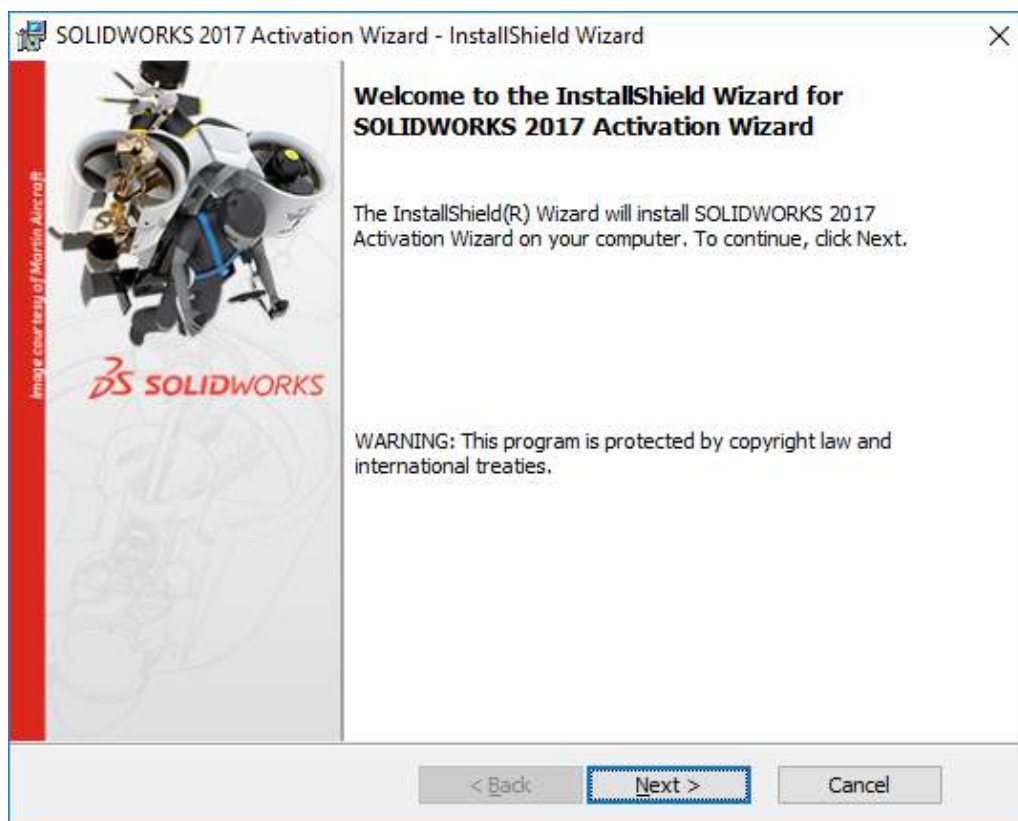 SOLIDWORKS 2017 Activation Wizard - InstallShield Wizard
Welcome to the InstallShield Wizard for
SOLIDWORKS 2017 Activation Wizard
The InstallShield(R) Wizard will install SOLIDWORKS 2017
Activation Wizard on your computer. To continue, click Next.
Image courtesy of Martin Aircraft
SOLIDWORKS
WARNING: This program is protected by copyright law and
international treaties.
< Back
Next >
Cancel